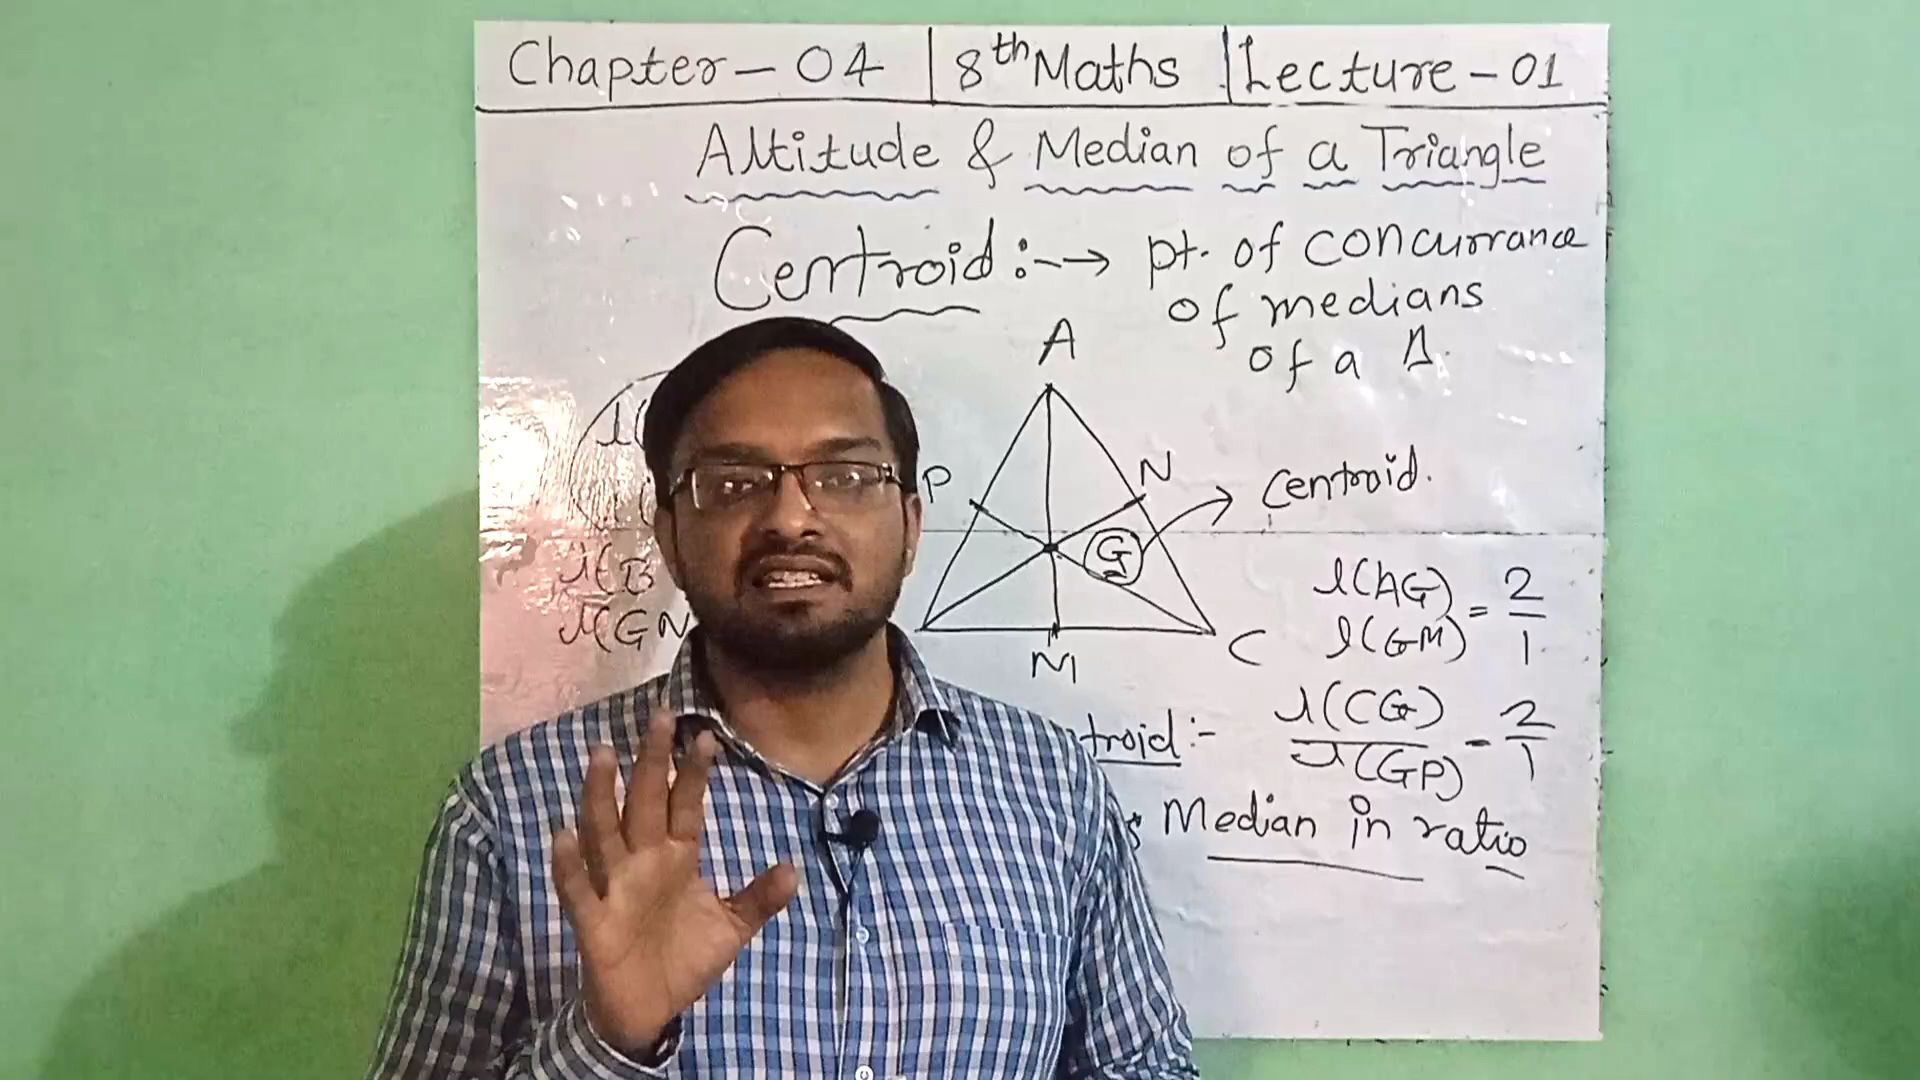 Chapter - 04 | 8th Maths | Lecture - 01
Altitude & Median of a Triangle
Centroid :-→ pt. of concurrance
of medians
of a Δ.
A
P
N
centroid.
G
l(AG)
l(GM)
= 2/1
C
M
l(CG)
l(GP)
= 2/1
l(B
l(GN
troid :-
s Median in ratio